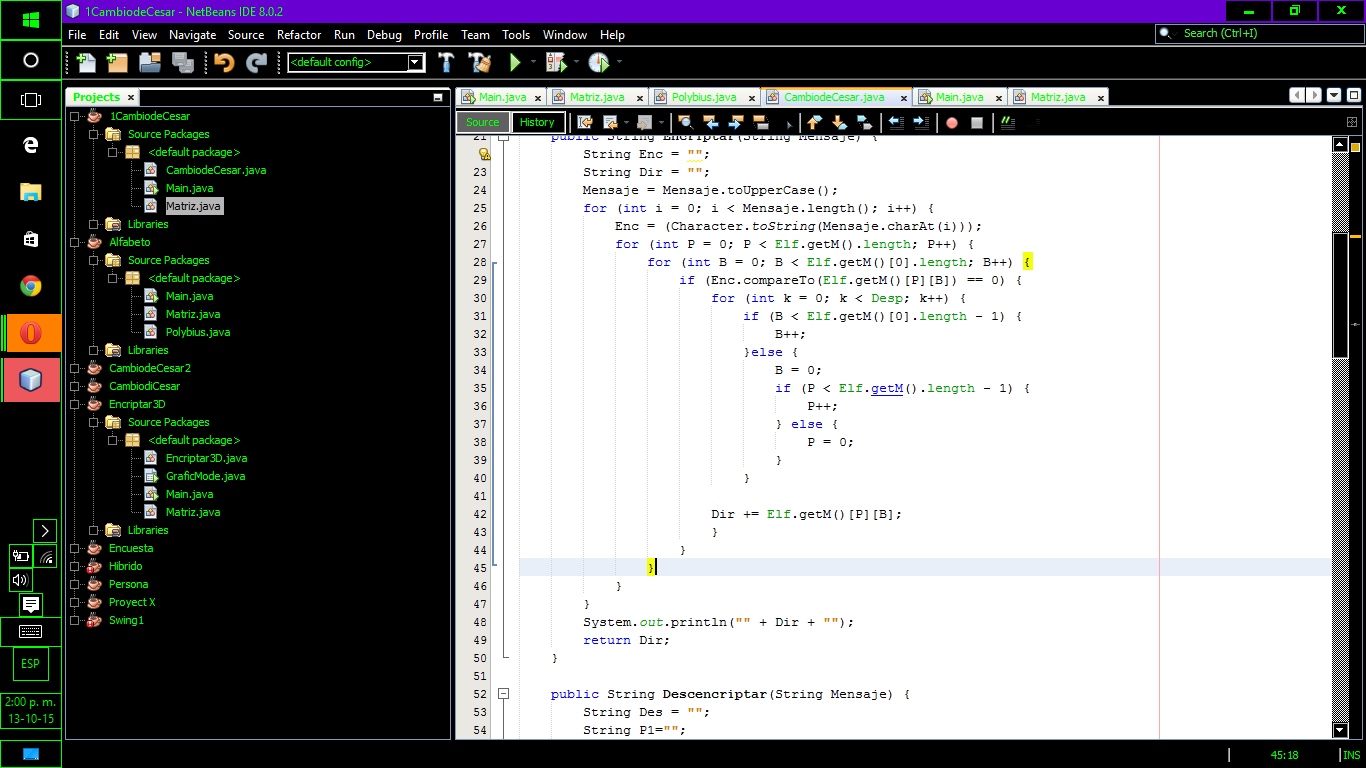 1CambiodeCesar - NetBeans IDE 8.0.2
File Edit View Navigate Source Refactor Run Debug Profile Team Tools Window Help
Search (Ctrl+I)
<default config>
Projects
1CambiodeCesar
Source Packages
<default package>
CambiodeCesar.java
Main.java
Matriz.java
Libraries
Alfabeto
Source Packages
<default package>
Main.java
Matriz.java
Polybius.java
Libraries
CambiodeCesar2
CambiodiCesar
Encriptar3D
Source Packages
<default package>
Encriptar3D.java
GraficMode.java
Main.java
Matriz.java
Libraries
Encuesta
Hibrido
Persona
Proyect X
Swing1
Main.java Matriz.java Polybius.java CambiodeCesar.java Main.java Matriz.java
Source History
21 public String Encriptar(String Mensaje) {
String Enc = "";
23 String Dir = "";
24 Mensaje = Mensaje.toUpperCase();
25 for (int i = 0; i < Mensaje.length(); i++) {
26 Enc = (Character.toString(Mensaje.charAt(i)));
27 for (int P = 0; P < Elf.getM().length; P++) {
28 for (int B = 0; B < Elf.getM()[0].length; B++) {
29 if (Enc.compareTo(Elf.getM()[P][B]) == 0) {
30 for (int k = 0; k < Desp; k++) {
31 if (B < Elf.getM()[0].length - 1) {
32 B++;
33 }else {
34 B = 0;
35 if (P < Elf.getM().length - 1) {
36 P++;
37 } else {
38 P = 0;
39 }
40 }
41
42 Dir += Elf.getM()[P][B];
43 }
44 }
45 }
46 }
47 }
48 System.out.println("" + Dir + "");
49 return Dir;
50 }
51
52 public String Descencriptar(String Mensaje) {
53 String Des = "";
54 String P1="";
ESP
2:00 p. m.
13-10-15
45:18 INS